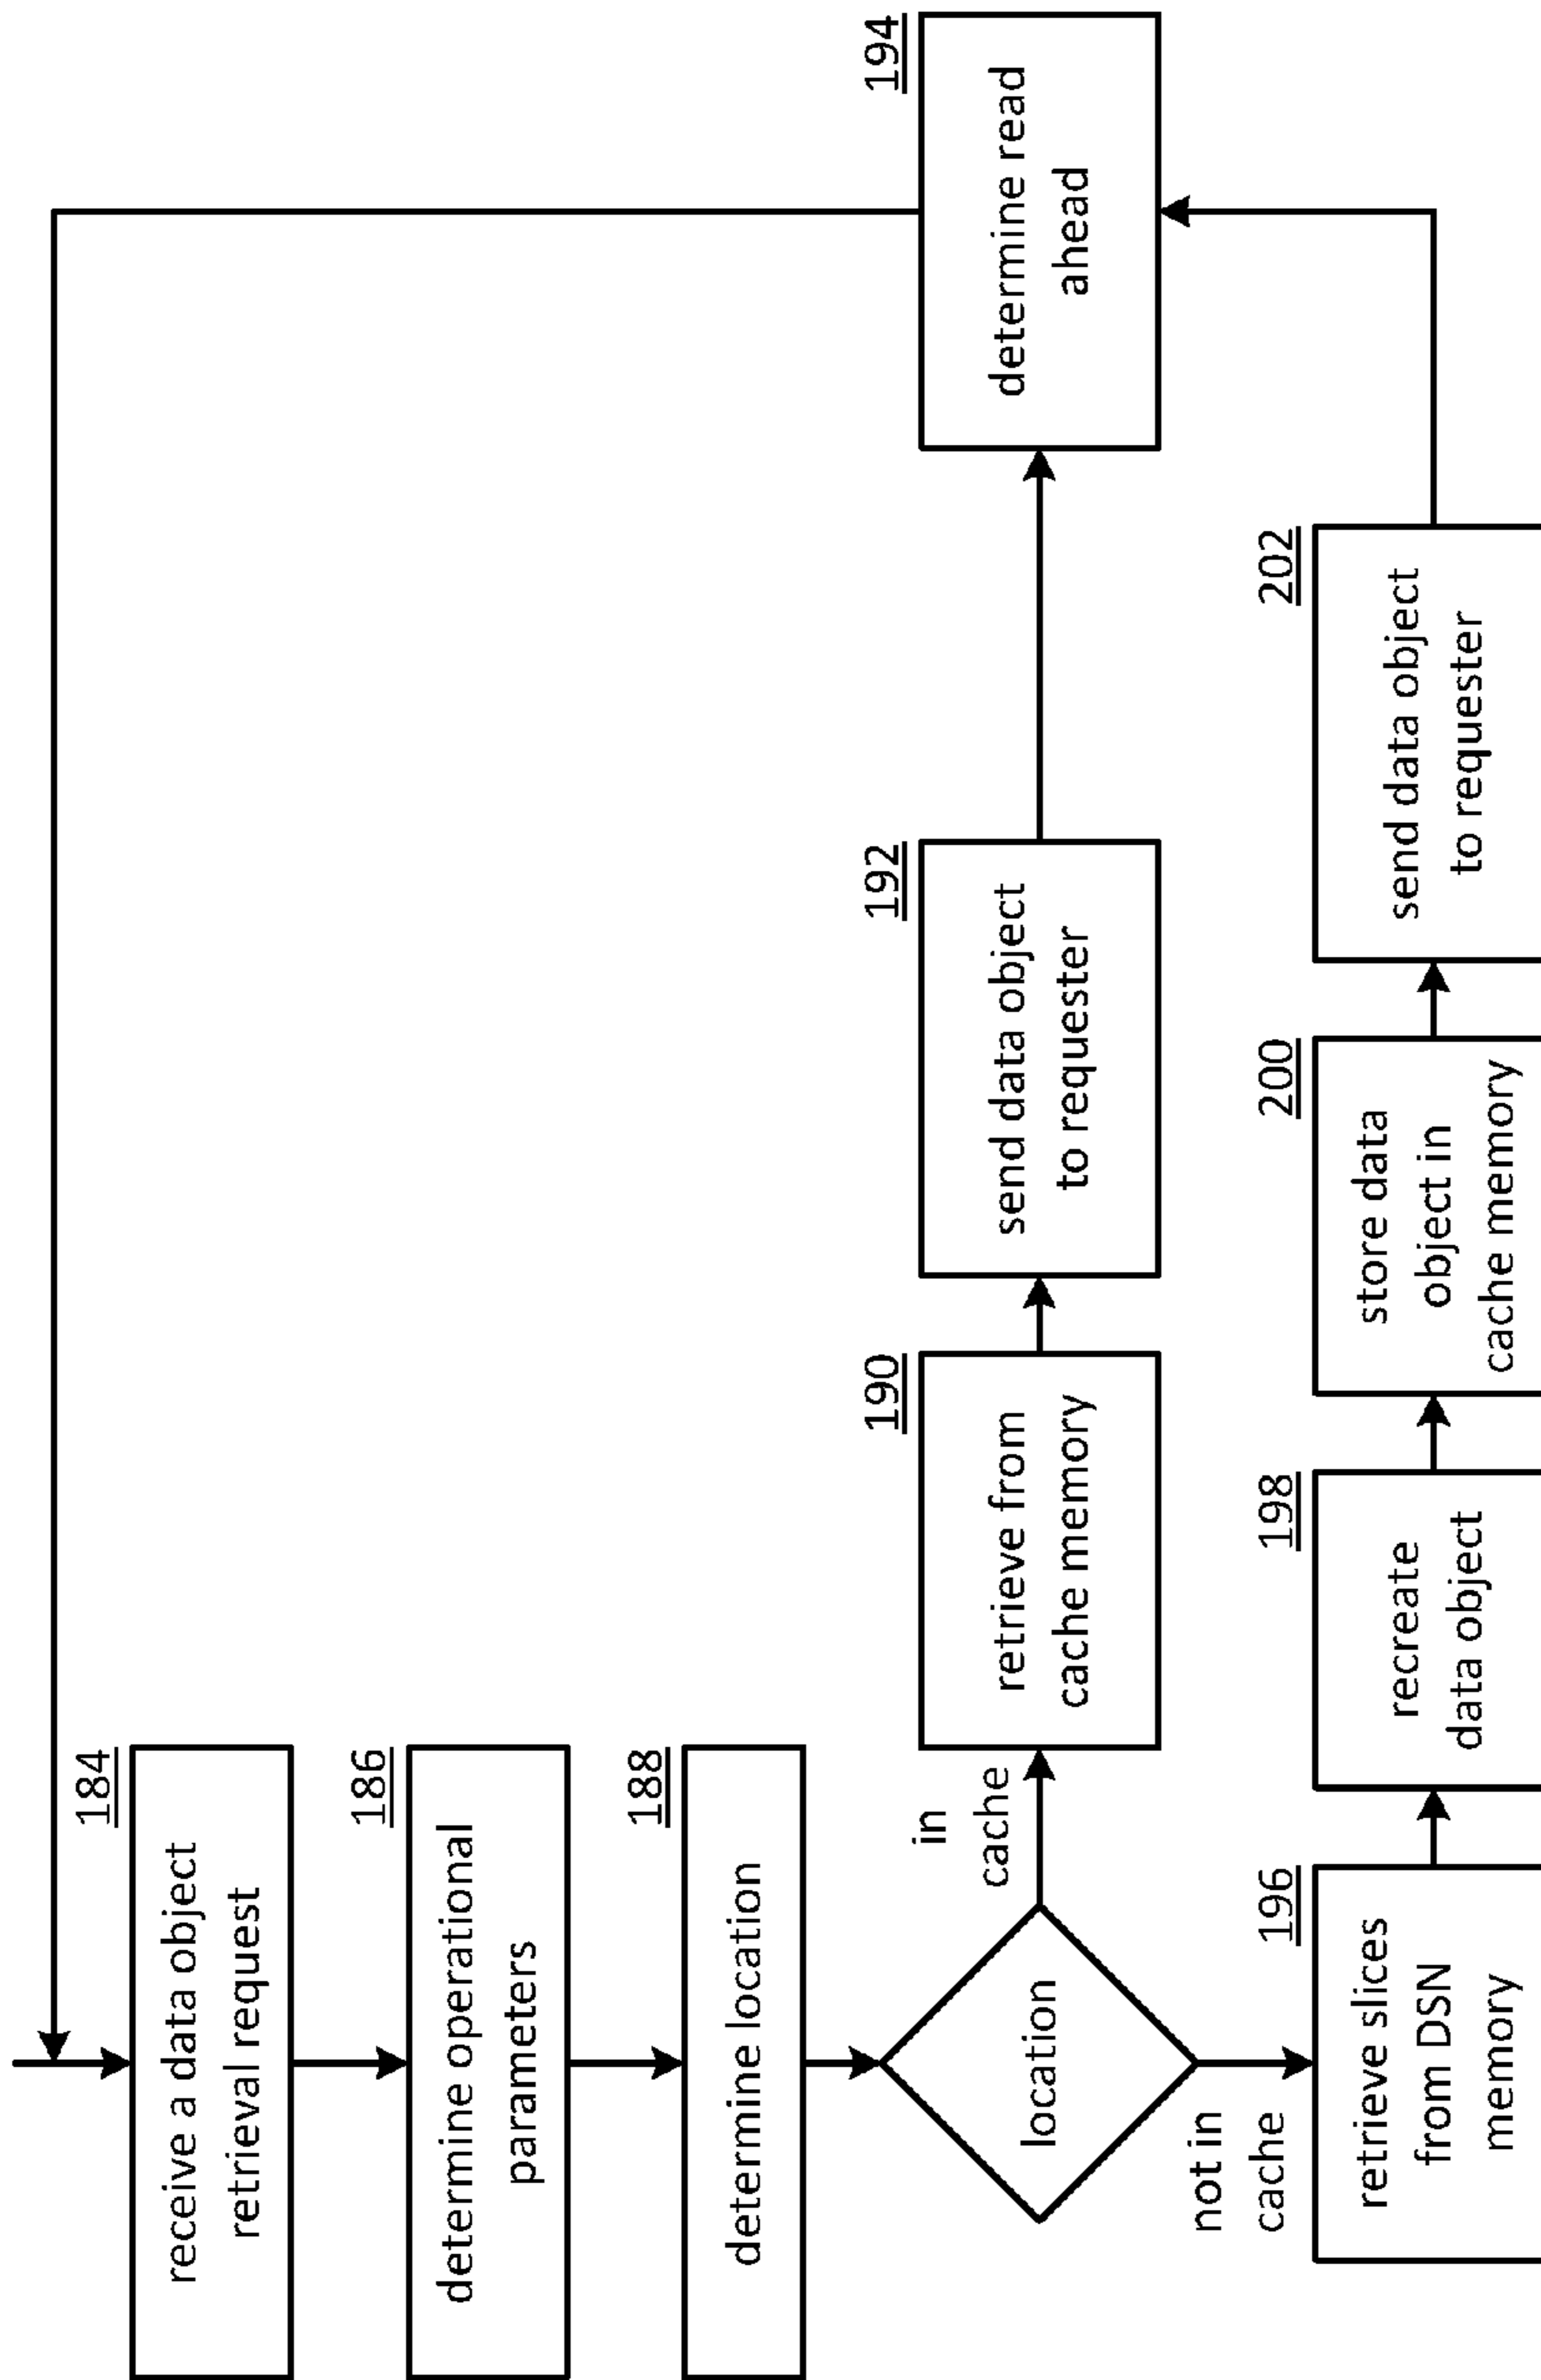 184
receive a data object
retrieval request
186
determine operational
parameters
188
determine location
location
in
cache
not in
cache
190
retrieve from
cache memory
192
send data object
to requester
194
determine read
ahead
196
retrieve slices
from DSN
memory
198
recreate
data object
200
store data
object in
cache memory
202
send data object
to requester